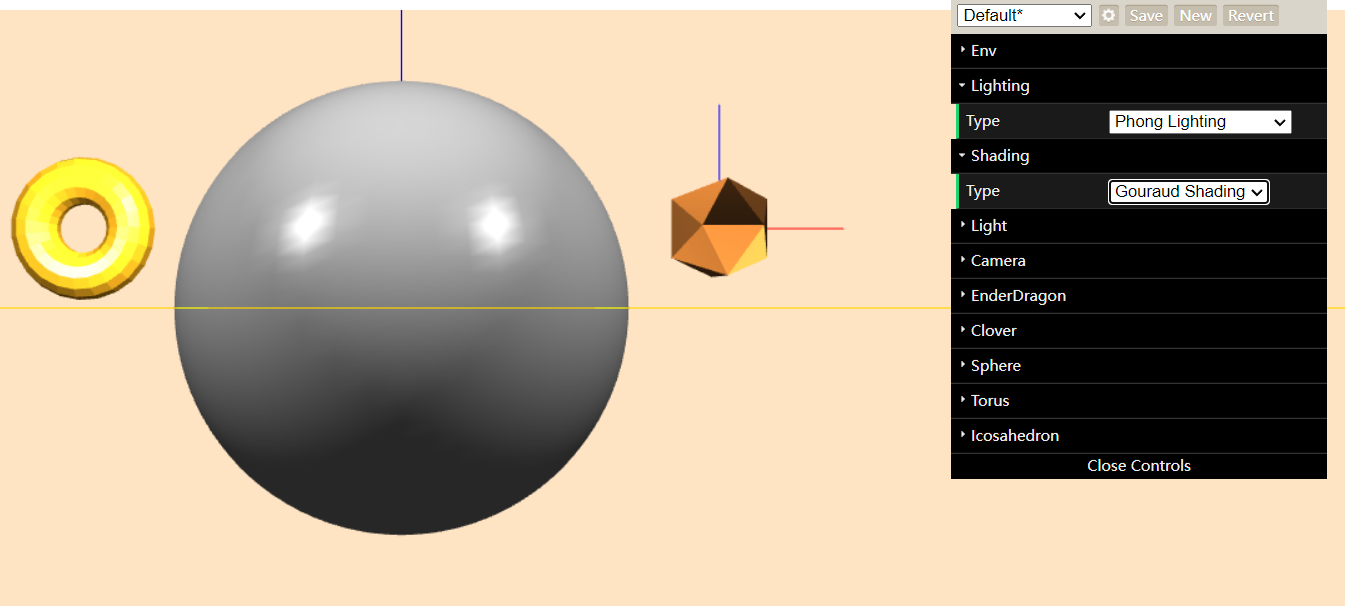 Default*
Save New Revert
Env
Lighting
Type Phong Lighting
Shading
Type Gouraud Shading
Light
Camera
EnderDragon
Clover
Sphere
Torus
Icosahedron
Close Controls